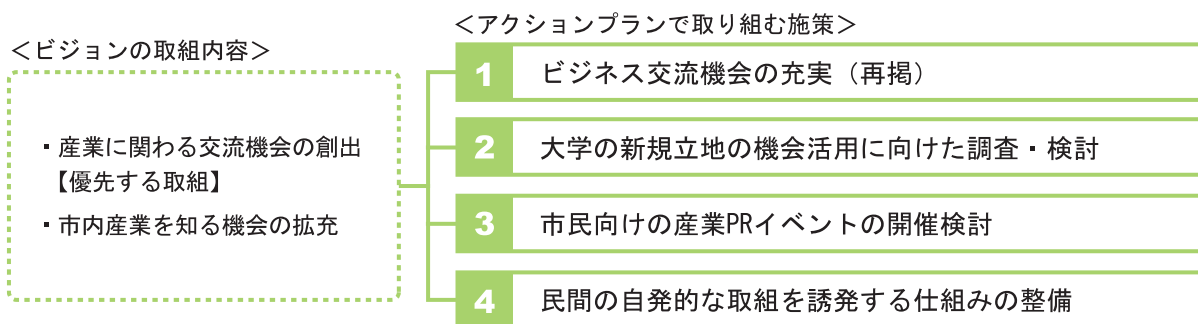 ＜ビジョンの取組内容＞
・産業に関わる交流機会の創出
【優先する取組】
・市内産業を知る機会の拡充
＜アクションプランで取り組む施策＞
1 ビジネス交流機会の充実（再掲）
2 大学の新規立地の機会活用に向けた調査・検討
3 市民向けの産業PRイベントの開催検討
4 民間の自発的な取組を誘発する仕組みの整備